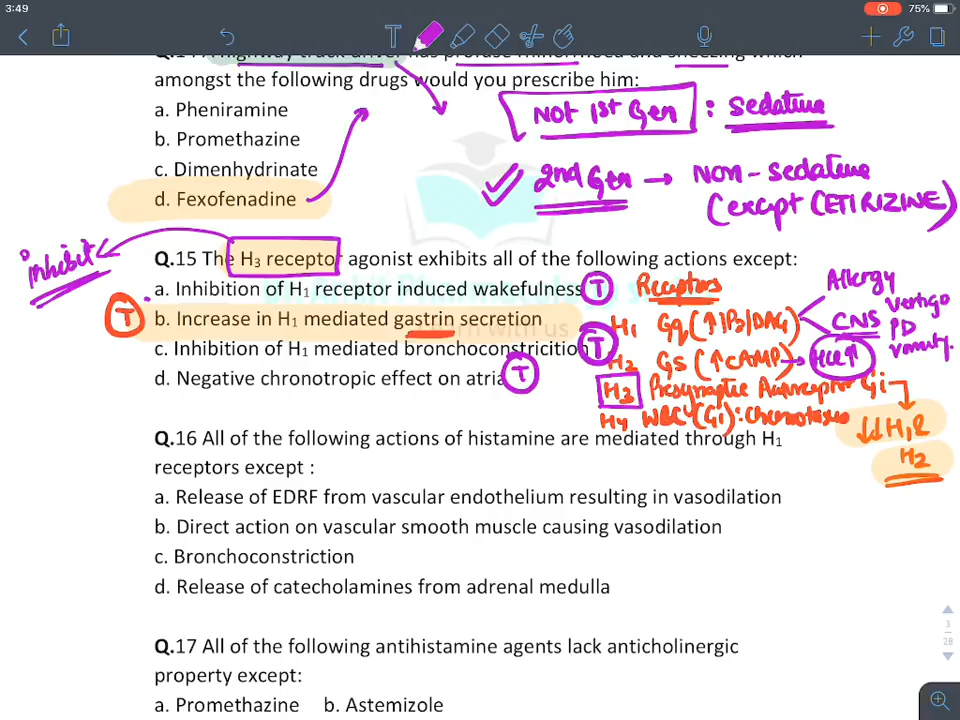 3:49
75%
T
amongst the following drugs would you prescribe him:
a. Pheniramine
b. Promethazine
c. Dimenhydrinate
d. Fexofenadine
Not 1st Gen : Sedative
2nd Gen → Non-Sedative
(except CETIRIZINE)
inhibit
Q.15 The H3 receptor agonist exhibits all of the following actions except:
a. Inhibition of H1 receptor induced wakefulness T
T b. Increase in H1 mediated gastrin secretion
c. Inhibition of H1 mediated bronchoconstricition T
d. Negative chronotropic effect on atria T
Receptors
H1 Gq (↑IP3/DAG)
Allergy
CNS
Vertigo
PD
H2 Gs (↑cAMP) → HCl↑
H3 Presynaptic Autoreceptor Gi
H4 WBC (Gi): Chemotaxis
↓↓ H1 &
H2
Q.16 All of the following actions of histamine are mediated through H1
receptors except :
a. Release of EDRF from vascular endothelium resulting in vasodilation
b. Direct action on vascular smooth muscle causing vasodilation
c. Bronchoconstriction
d. Release of catecholamines from adrenal medulla
Q.17 All of the following antihistamine agents lack anticholinergic
property except:
a. Promethazine b. Astemizole
3
28